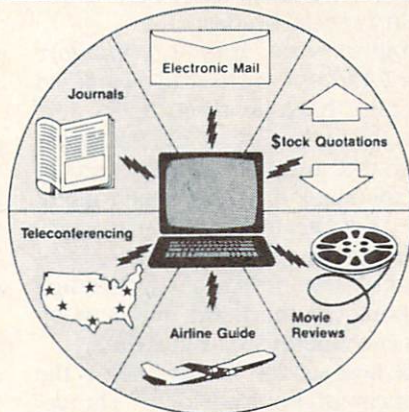 Electronic Mail
Journals
$tock Quotations
Teleconferencing
Movie
Reviews
Airline Guide